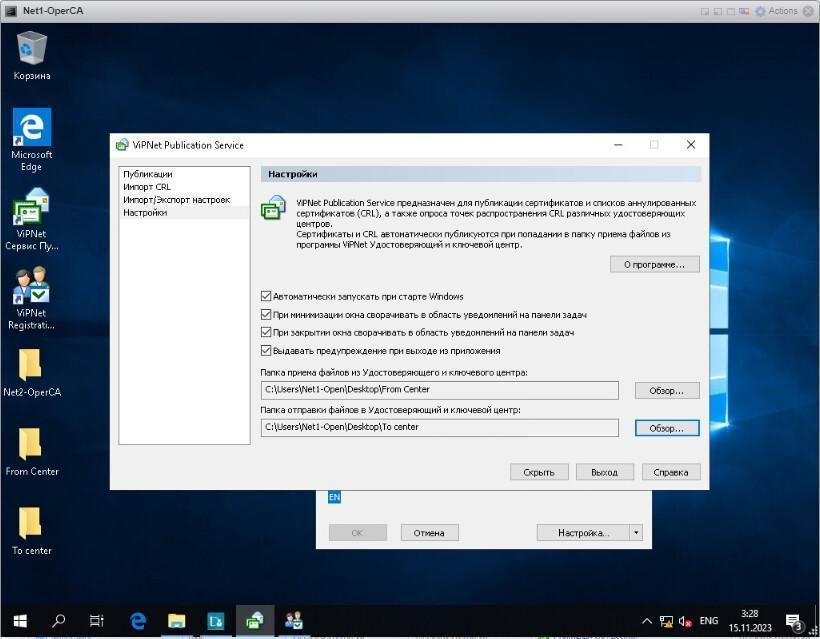 Net1-OperCA
Actions
Корзина
Microsoft
Edge
ViPNet
Сервис Пу...
ViPNet
Registrati...
Net2-OperCA
From Center
To center
ViPNet Publication Service
Публикации
Импорт CRL
Импорт/Экспорт настроек
Настройки
Настройки
ViPNet Publication Service предназначен для публикации сертификатов и списков аннулированных
сертификатов (CRL), а также опроса точек распространения CRL различных удостоверяющих
центров.
Сертификаты и CRL автоматически публикуются при попадании в папку приема файлов из
программы ViPNet Удостоверяющий и ключевой центр.
О программе...
Автоматически запускать при старте Windows
При минимизации окна сворачивать в область уведомлений на панели задач
При закрытии окна сворачивать в область уведомлений на панели задач
Выдавать предупреждение при выходе из приложения
Папка приема файлов из Удостоверяющего и ключевого центра:
C:\Users\Net1-Open\Desktop\From Center
Обзор...
Папка отправки файлов в Удостоверяющий и ключевой центр:
C:\Users\Net1-Open\Desktop\To center
Обзор...
Скрыть
Выход
Справка
EN
OK
Отмена
Настройка...
ENG
3:28
15.11.2023
3